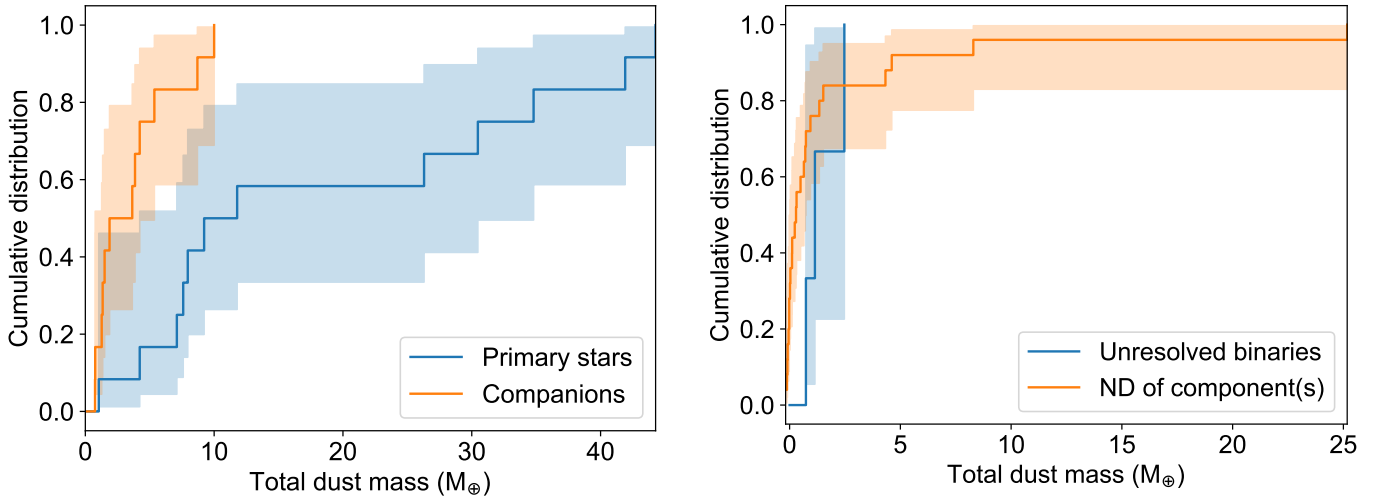 Cumulative distribution
1.0
0.8
0.6
0.4
0.2
0.0
0 10 20 30 40
Total dust mass (M⊕)
Primary stars
Companions
Cumulative distribution
1.0
0.8
0.6
0.4
0.2
0.0
0 5 10 15 20 25
Total dust mass (M⊕)
Unresolved binaries
ND of component(s)